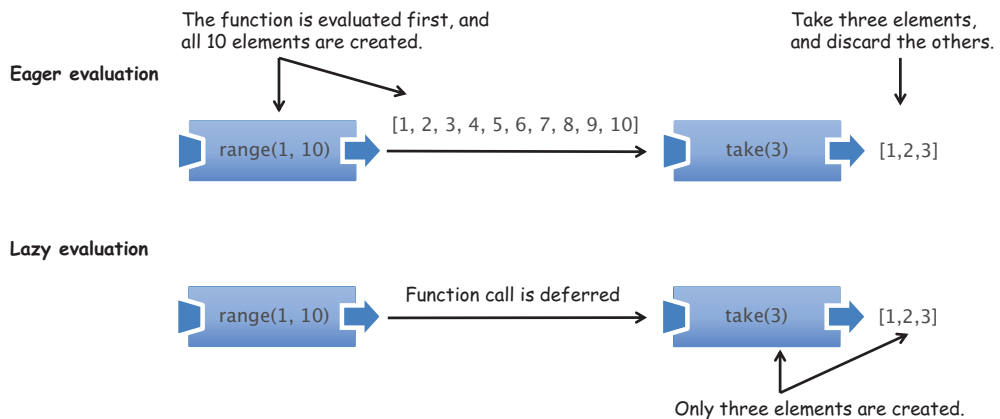 The function is evaluated first, and
all 10 elements are created.
Take three elements,
and discard the others.
Eager evaluation
range(1, 10)
[1, 2, 3, 4, 5, 6, 7, 8, 9, 10]
take(3)
[1,2,3]
Lazy evaluation
range(1, 10)
Function call is deferred
take(3)
[1,2,3]
Only three elements are created.